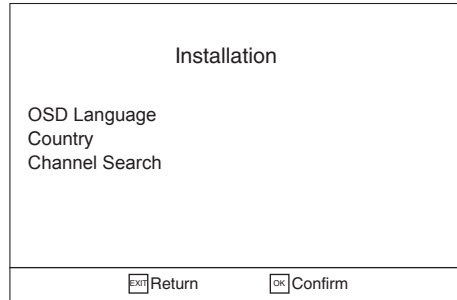 Installation
OSD Language
Country
Channel Search
EXIT Return OK Confirm